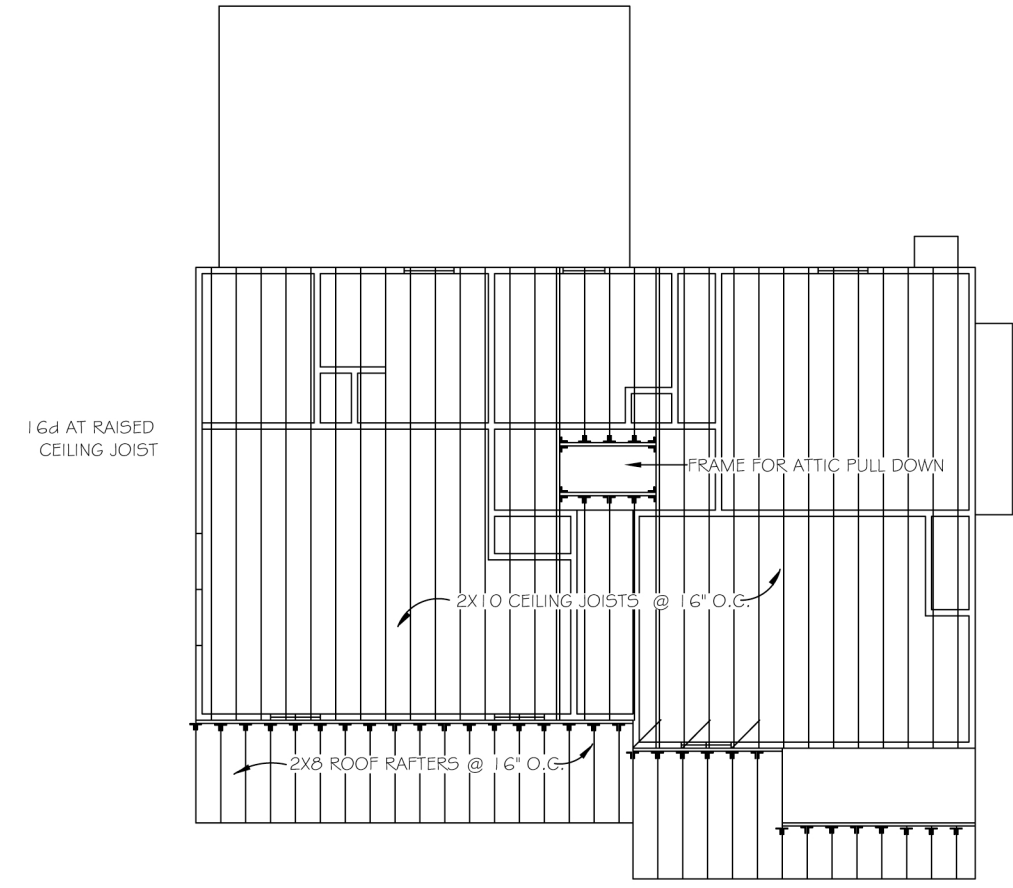 16d AT RAISED
CEILING JOIST
FRAME FOR ATTIC PULL DOWN
2X10 CEILING JOISTS @ 16" O.C.
2X8 ROOF RAFTERS @ 16" O.C.